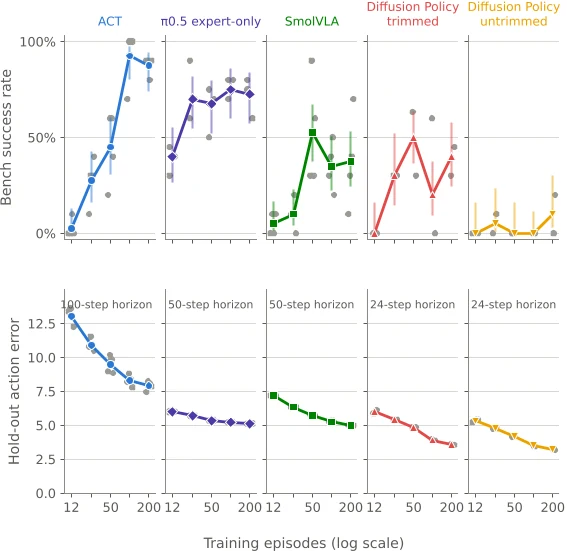 ACT
π0.5 expert-only
SmolVLA
Diffusion Policy
trimmed
Diffusion Policy
untrimmed
Bench success rate
100%
50%
0%
Hold-out action error
100-step horizon
50-step horizon
50-step horizon
24-step horizon
24-step horizon
12.5
10.0
7.5
5.0
2.5
0.0
12 50 200
12 50 200
12 50 200
12 50 200
12 50 200
Training episodes (log scale)